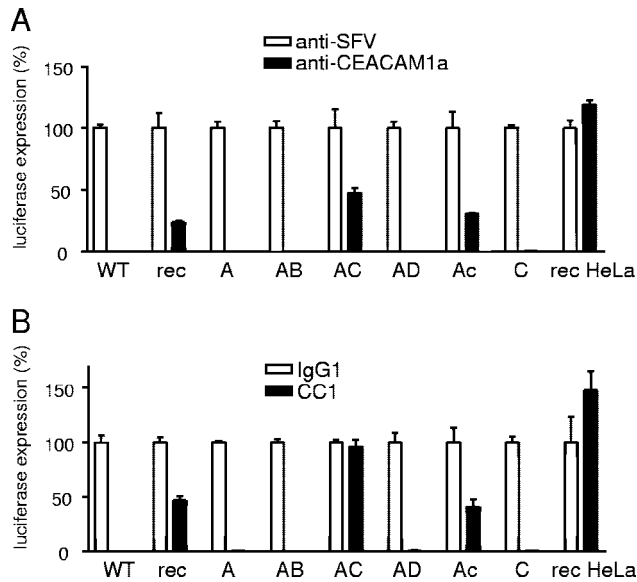 A
anti-SFV
anti-CEACAM1a
luciferase expression (%)
150
100
50
0
WT rec A AB AC AD Ac C rec HeLa
B
IgG1
CC1
luciferase expression (%)
150
100
50
0
WT rec A AB AC AD Ac C rec HeLa